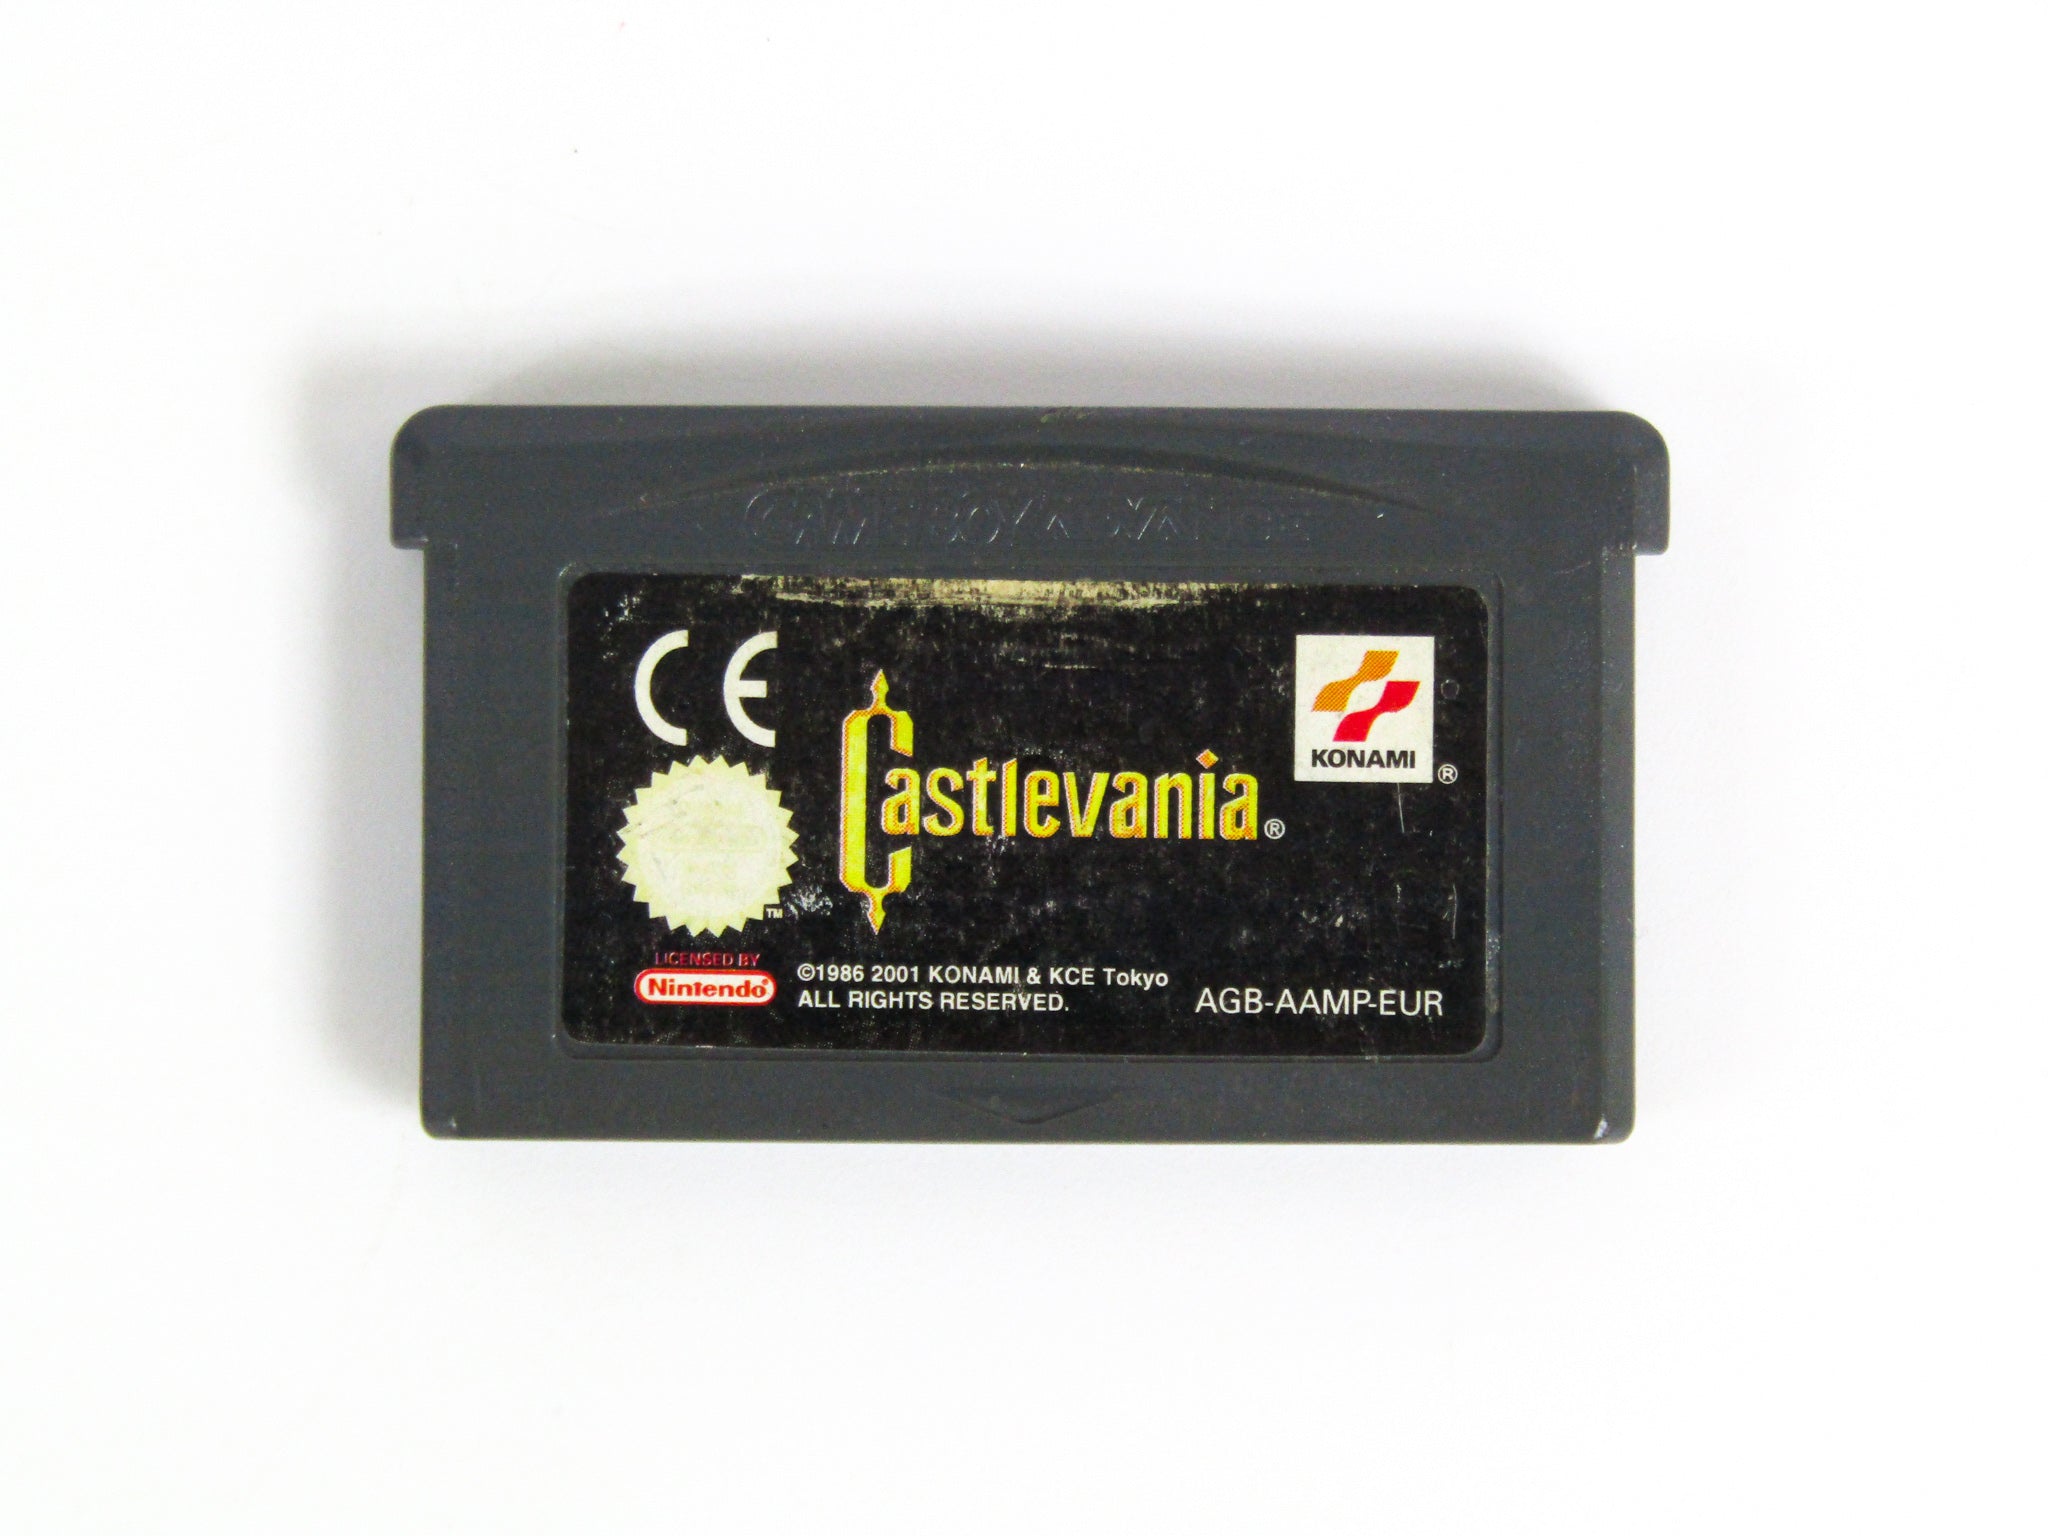 GAME BOY ADVANCE
CE
KONAMI ®
Castlevania®
TM
LICENSED BY
Nintendo®
©1986 2001 KONAMI & KCE Tokyo
ALL RIGHTS RESERVED.
AGB-AAMP-EUR